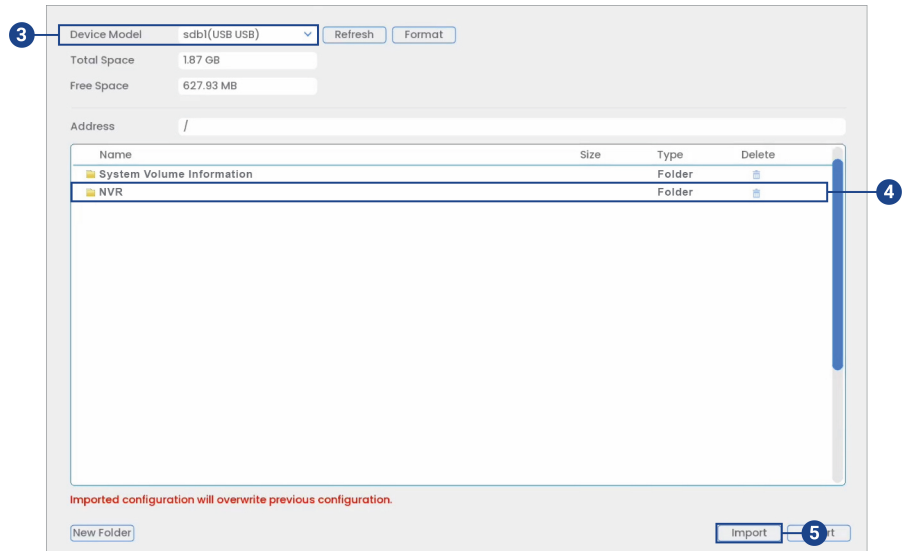 3 Device Model sdb1(USB USB) Refresh Format
Total Space 1.87 GB
Free Space 627.93 MB
Address /
Name Size Type Delete
System Volume Information Folder
NVR Folder 4
Imported configuration will overwrite previous configuration.
New Folder Import 5